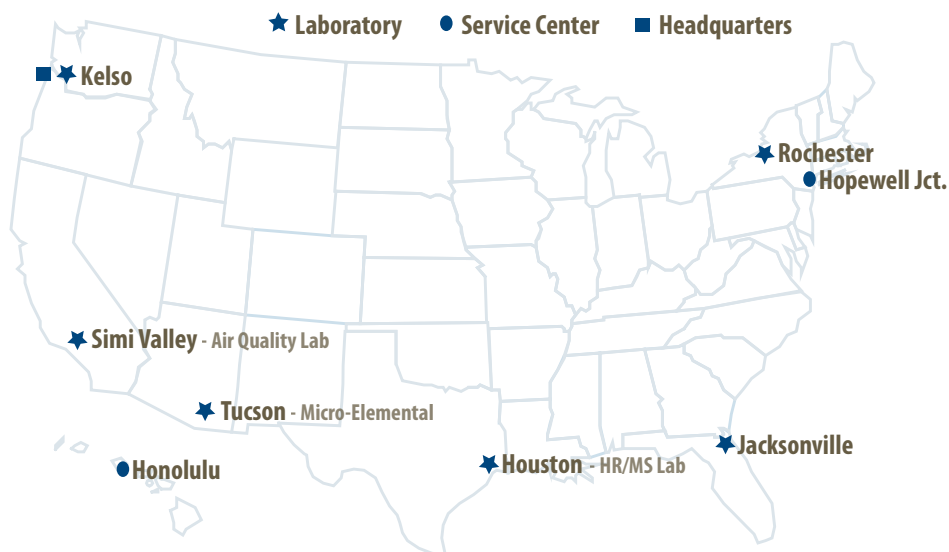 Laboratory Service Center Headquarters
Kelso
Rochester
Hopewell Jct.
Simi Valley - Air Quality Lab
Tucson - Micro-Elemental
Jacksonville
Houston - HR/MS Lab
Honolulu